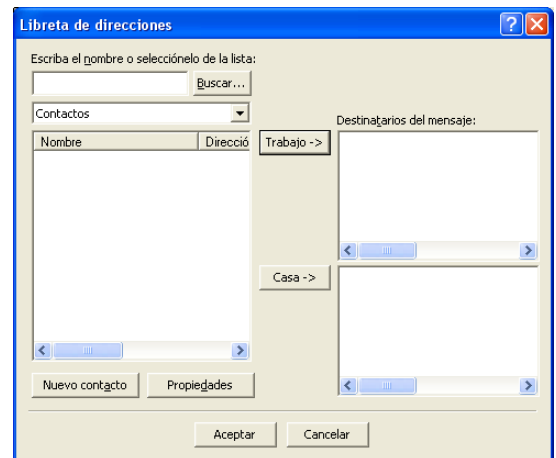 Libreta de direcciones
Escriba el nombre o selecciónelo de la lista:
Buscar...
Contactos
Destinatarios del mensaje:
Nombre Direcció
Trabajo ->
Casa ->
Nuevo contacto Propiedades
Aceptar Cancelar